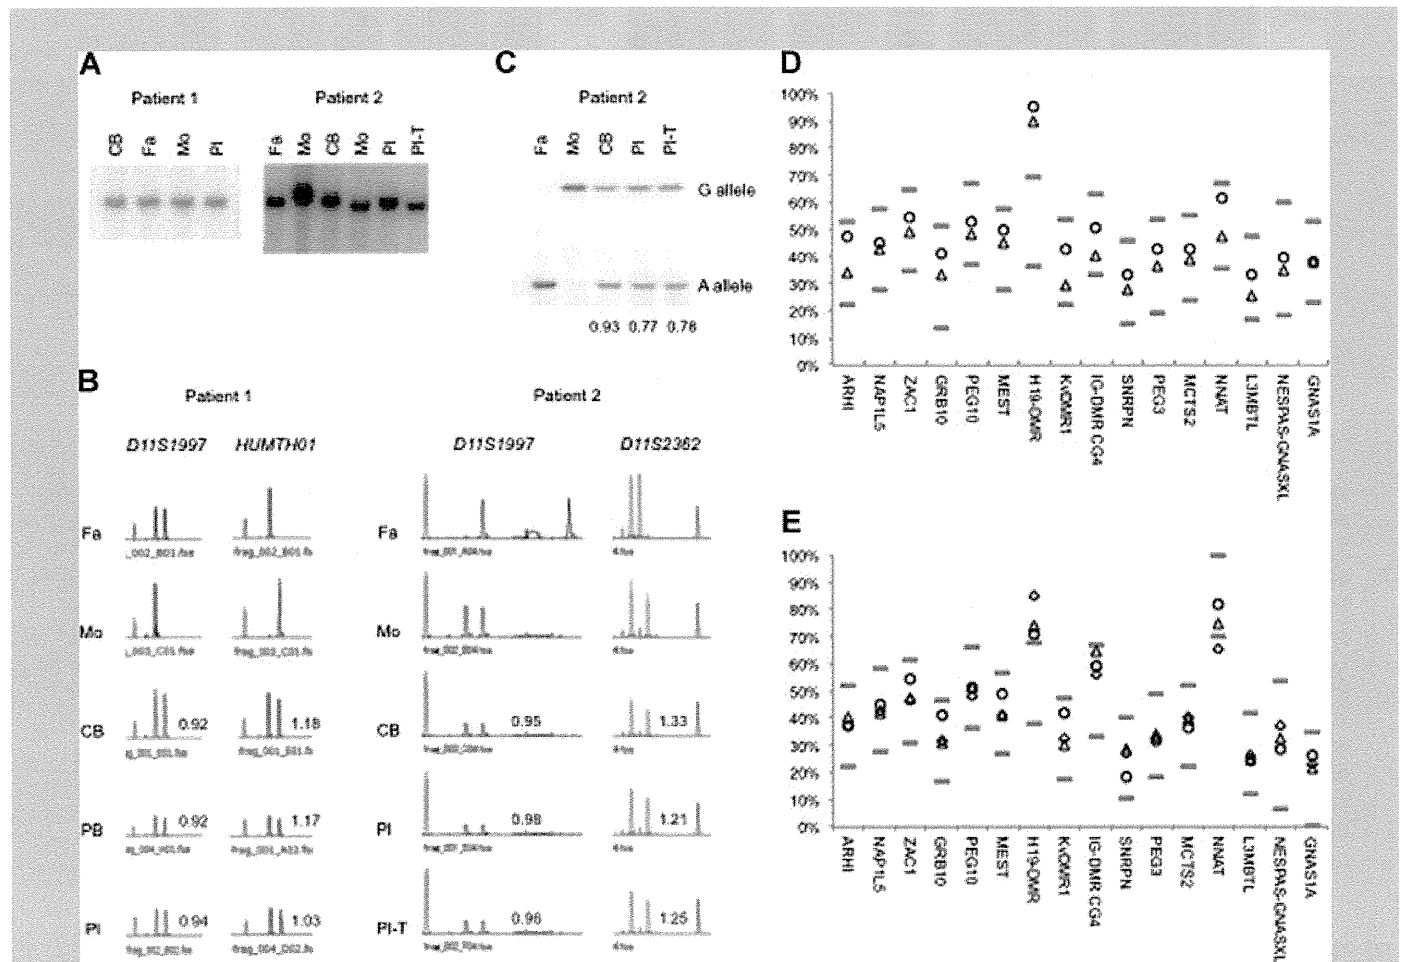 A
Patient 1
Patient 2
CB Fa Mo Pl
Fa Mo CB Mo Pl Pl-T
C
Patient 2
Fa Mo CB Pl Pl-T
G allele
A allele
0.93 0.77 0.78
B
Patient 1
Patient 2
D11S1997 HUMTH01
D11S1997 D11S2362
Fa
Mo
CB 0.92 1.18
PB 0.92 1.17
Pl 0.94 1.03
Fa
Mo
CB 0.95 1.33
Pl 0.98 1.21
Pl-T 0.96 1.25
D
100%
90%
80%
70%
60%
50%
40%
30%
20%
10%
0%
ARHI
NAP1L5
ZAC1
GRB10
PEG10
MEST
H19-DMR
KvDMR1
IG-DMR CG4
SNRPN
PEG3
MCTS2
NNAT
L3MBTL
NESPAS-GNASXL
GNAS1A
E
100%
90%
80%
70%
60%
50%
40%
30%
20%
10%
0%
ARHI
NAP1L5
ZAC1
GRB10
PEG10
MEST
H19-DMR
KvDMR1
IG-DMR CG4
SNRPN
PEG3
MCTS2
NNAT
L3MBTL
NESPAS-GNASXL
GNAS1A